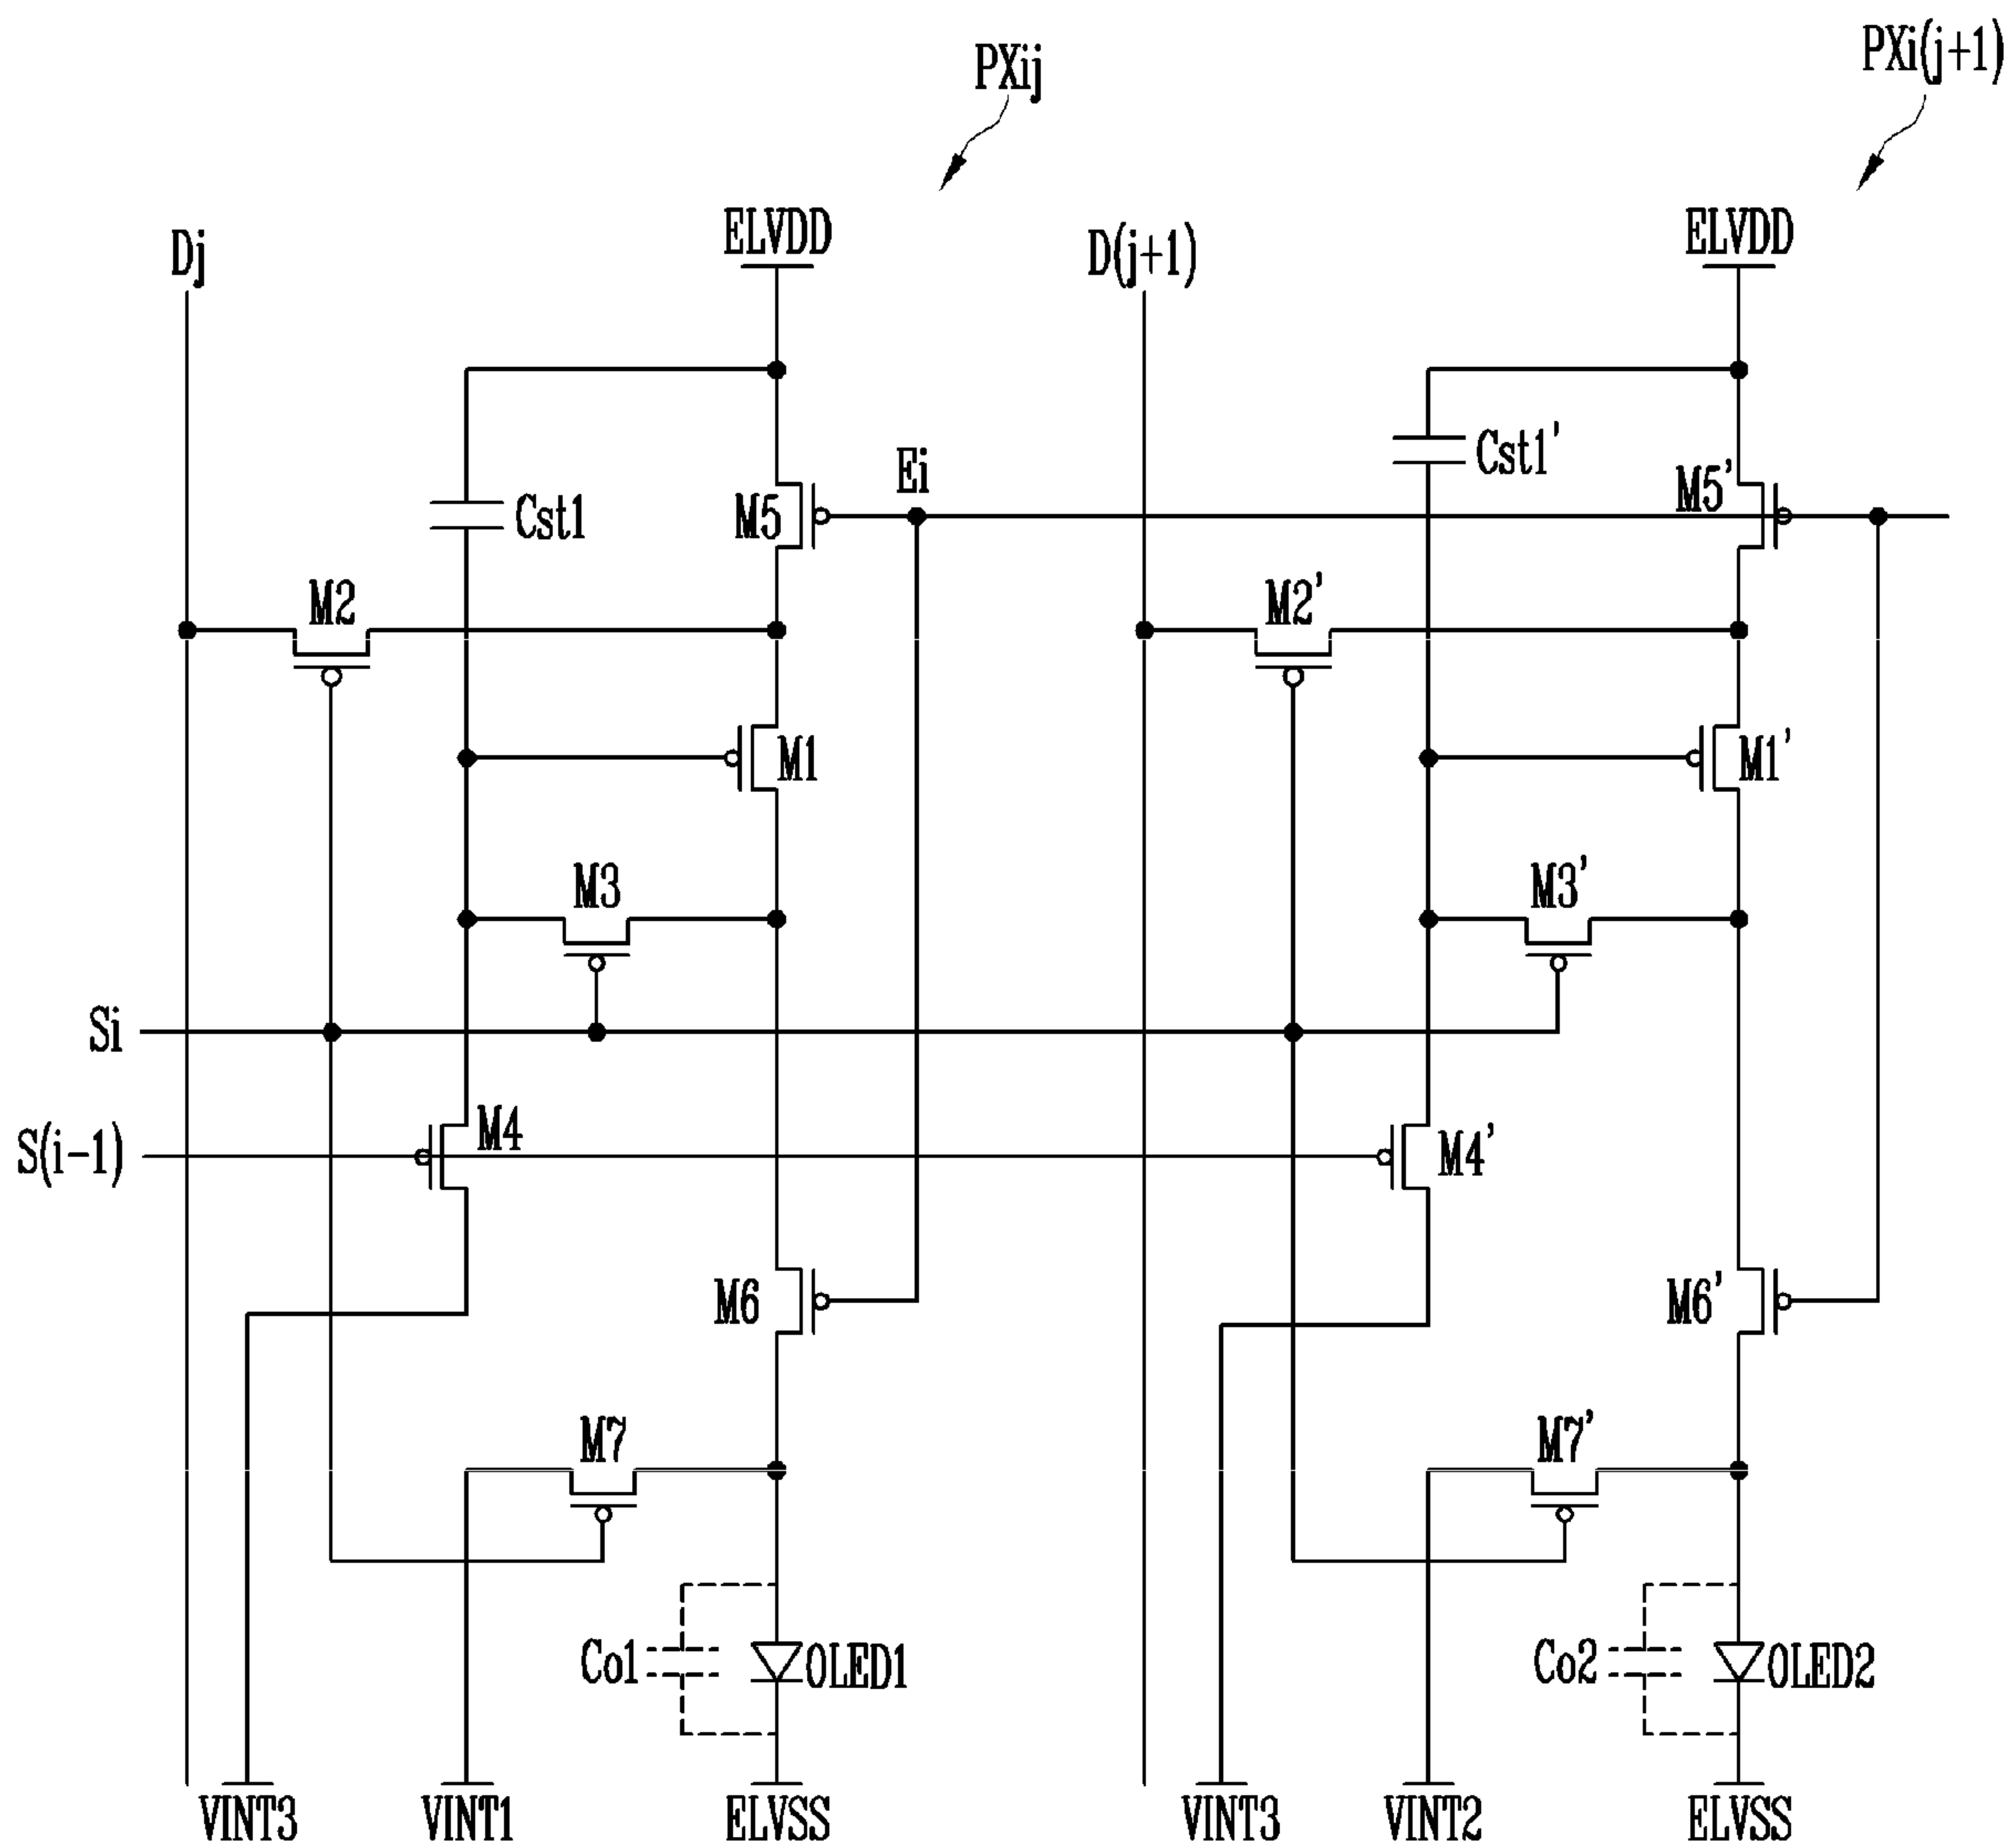 PXij
PXi(j+1)
Dj
ELVDD
D(j+1)
ELVDD
Cst1
M5
Ei
Cst1'
M5'
M2
M2'
M1
M1'
M3
M3'
Si
S(i-1)
M4
M4'
M6
M6'
M7
M7'
Co1
OLED1
Co2
OLED2
VINT3
VINT1
ELVSS
VINT3
VINT2
ELVSS